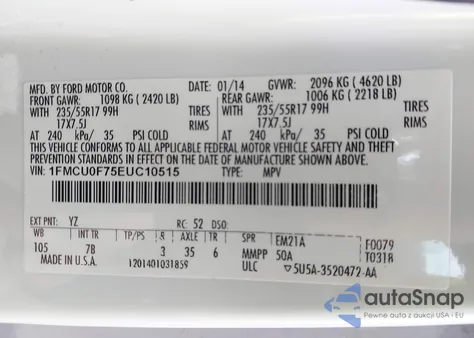 MFD. BY FORD MOTOR CO. DATE: 01/14 GVWR: 2096 KG (4620 LB)
FRONT GAWR: 1098 KG (2420 LB) REAR GAWR: 1006 KG (2218 LB)
WITH 235/55R17 99H TIRES WITH 235/55R17 99H TIRES
17X7.5J RIMS 17X7.5J RIMS
AT 240 kPa/ 35 PSI COLD AT 240 kPa/ 35 PSI COLD
THIS VEHICLE CONFORMS TO ALL APPLICABLE FEDERAL MOTOR VEHICLE SAFETY AND THEFT PREVENTION STANDARDS IN EFFECT ON THE DATE OF MANUFACTURE SHOWN ABOVE.
VIN: 1FMCU0F75EUC10515 TYPE: MPV
EXT PNT: YZ RC: 52 DSO:
WB INT TR TP/PS R AXLE TR SPR EM21A F0079
105 7B 3 35 6 MMPP 50A T0318
MADE IN U.S.A. 1201401031859 ULC 5U5A-3520472-AA
autoSnap
Pewne auta z USA i EU